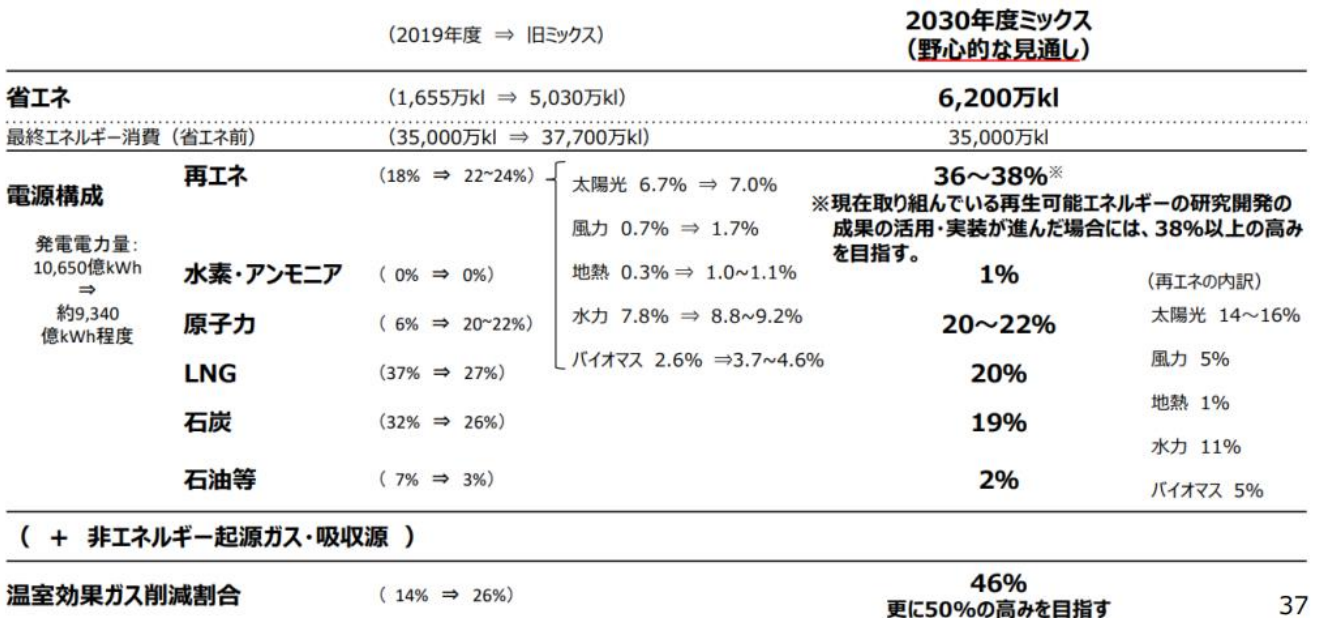 （2019年度 ⇒ 旧ミックス）
2030年度ミックス
（野心的な見通し）
省エネ
（1,655万kl ⇒ 5,030万kl）
6,200万kl
最終エネルギー消費（省エネ前）
（35,000万kl ⇒ 37,700万kl）
35,000万kl
電源構成
発電電力量：
10,650億kWh
⇒
約9,340
億kWh程度
再エネ
（18% ⇒ 22~24%）
太陽光 6.7% ⇒ 7.0%
風力 0.7% ⇒ 1.7%
地熱 0.3% ⇒ 1.0~1.1%
水力 7.8% ⇒ 8.8~9.2%
バイオマス 2.6% ⇒3.7~4.6%
36～38%※
※現在取り組んでいる再生可能エネルギーの研究開発の
成果の活用・実装が進んだ場合には、38%以上の高み
を目指す。
水素・アンモニア
（ 0% ⇒ 0%）
1%
原子力
（ 6% ⇒ 20~22%）
20～22%
LNG
（37% ⇒ 27%）
20%
石炭
（32% ⇒ 26%）
19%
石油等
（ 7% ⇒ 3%）
2%
（再エネの内訳）
太陽光 14～16%
風力 5%
地熱 1%
水力 11%
バイオマス 5%
（ ＋ 非エネルギー起源ガス・吸収源 ）
温室効果ガス削減割合
（ 14% ⇒ 26%）
46%
更に50%の高みを目指す
37